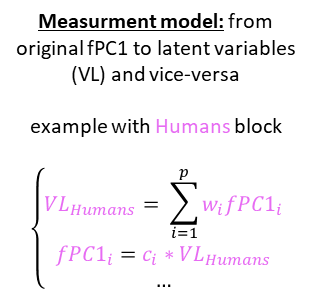 Measurment model: from
original fPC1 to latent variables
(VL) and vice-versa
example with Humans block
VL_Humans = ∑_{i=1}^{p} w_i fPC1_i
fPC1_i = c_i * VL_Humans
...